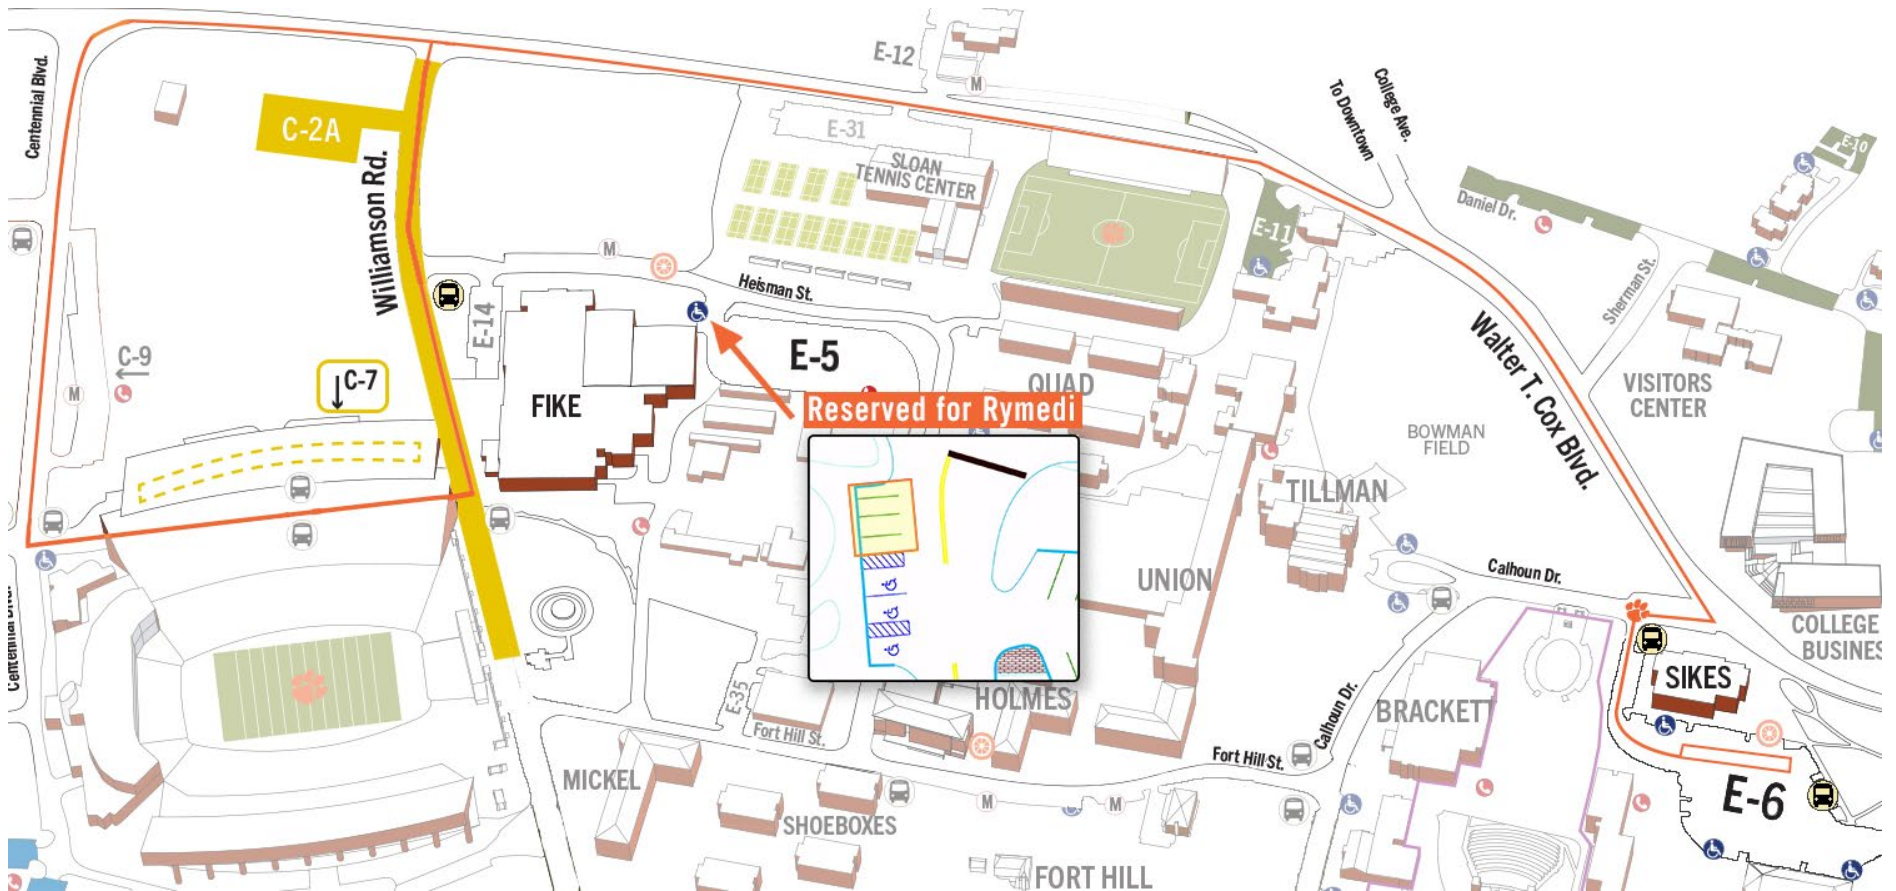 Centennial Blvd.
E-12
M
College Ave.
To Downtown
C-2A
E-31
SLOAN
TENNIS CENTER
E-10
Williamson Rd.
Daniel Dr.
E-11
M
Heisman St.
Sherman St.
E-14
C-9
C-7
E-5
M
FIKE
QUAD
Walter T. Cox Blvd.
VISITORS
CENTER
Reserved for Rymedi
BOWMAN
FIELD
TILLMAN
UNION
Calhoun Dr.
Centennial Blvd.
COLLEGE
BUSINES
SIKES
E-35
HOLMES
Calhoun Dr.
BRACKETT
Fort Hill St.
Fort Hill St.
MICKEL
M
M
SHOEBOXES
E-6
FORT HILL